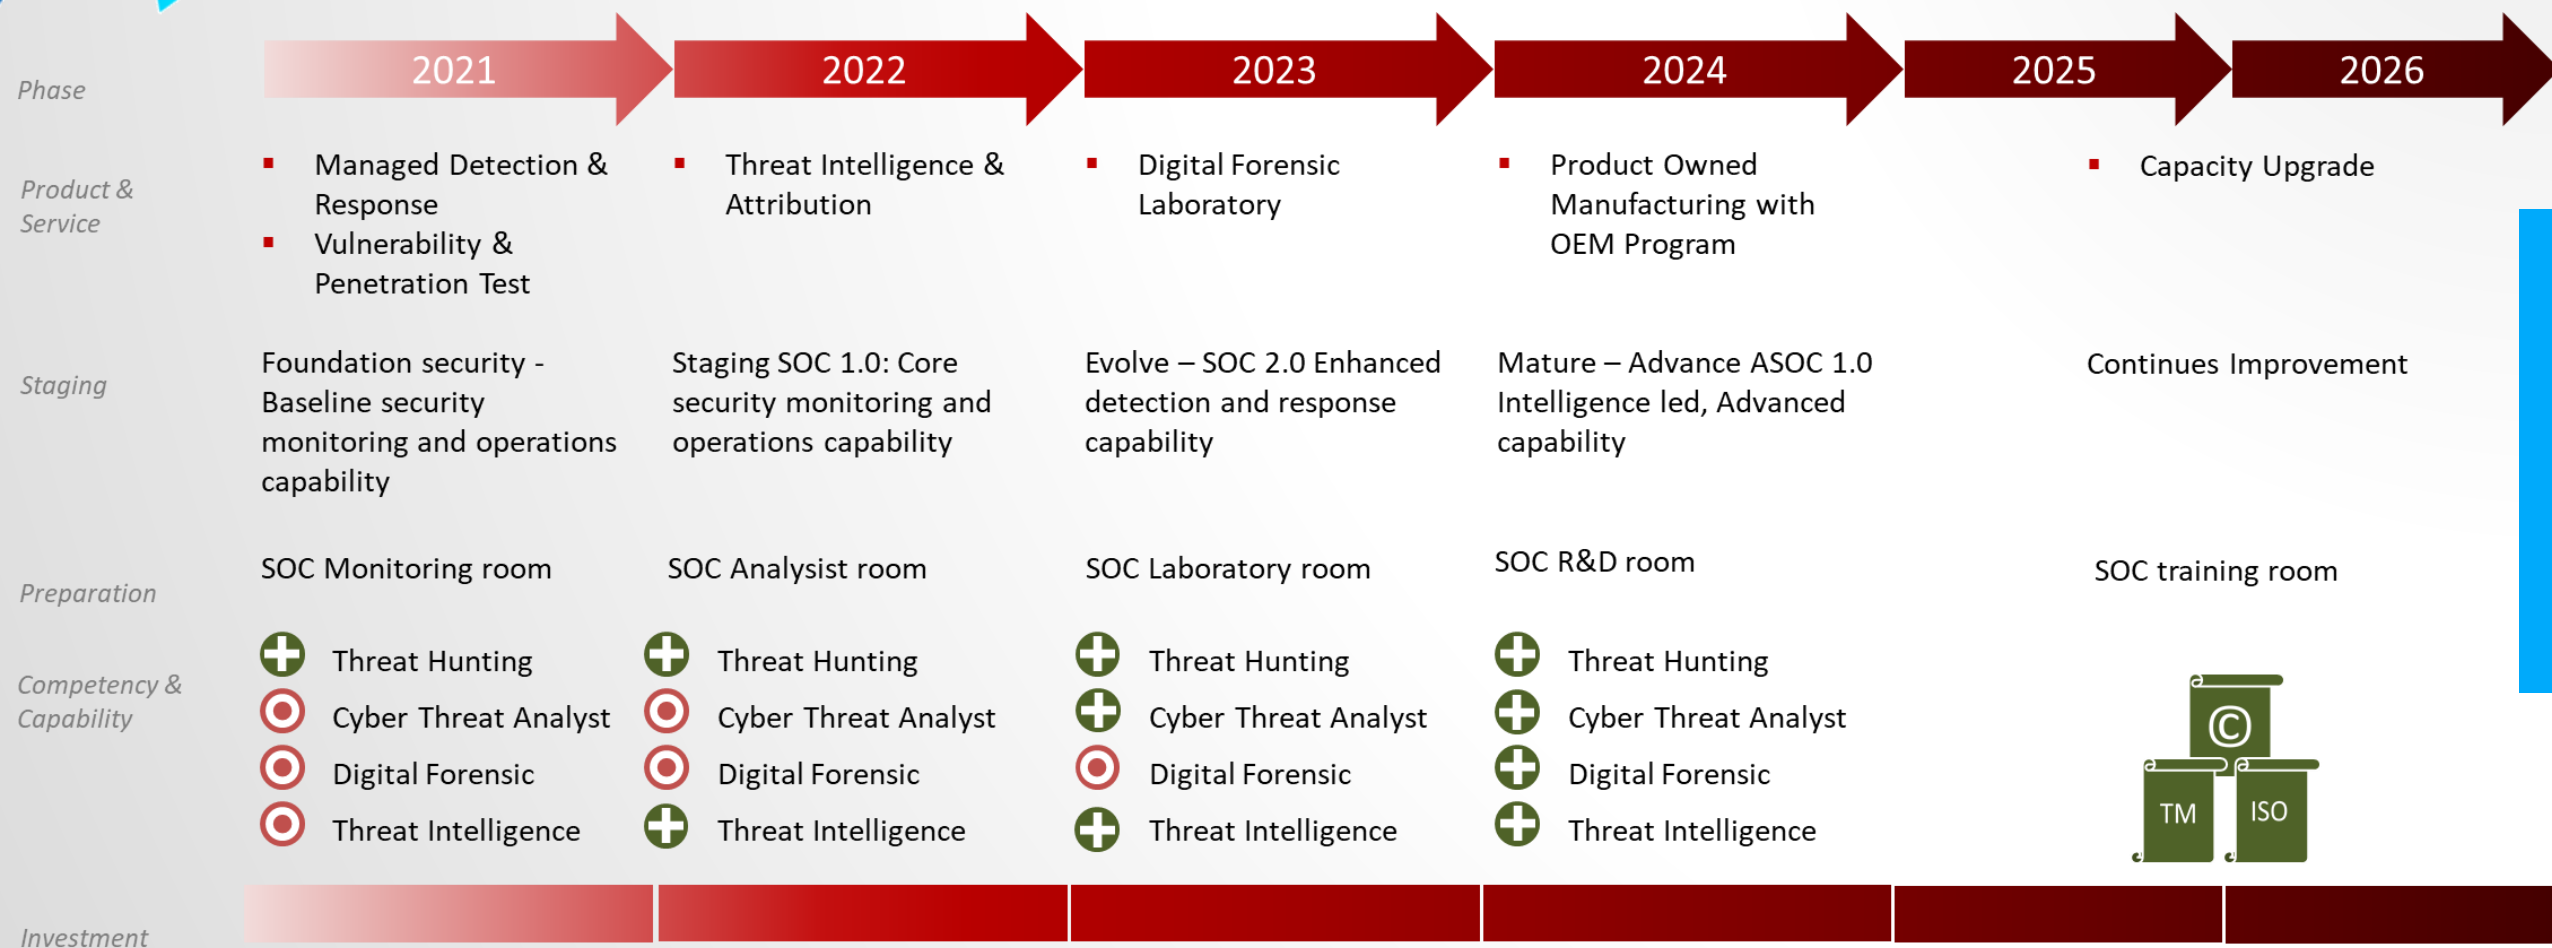 Phase
2021
2022
2023
2024
2025
2026
Product &
Service
Managed Detection &
Response
Vulnerability &
Penetration Test
Threat Intelligence &
Attribution
Digital Forensic
Laboratory
Product Owned
Manufacturing with
OEM Program
Capacity Upgrade
Staging
Foundation security -
Baseline security
monitoring and operations
capability
Staging SOC 1.0: Core
security monitoring and
operations capability
Evolve – SOC 2.0 Enhanced
detection and response
capability
Mature – Advance ASOC 1.0
Intelligence led, Advanced
capability
Continues Improvement
Preparation
SOC Monitoring room
SOC Analysist room
SOC Laboratory room
SOC R&D room
SOC training room
Competency &
Capability
Threat Hunting
Cyber Threat Analyst
Digital Forensic
Threat Intelligence
Threat Hunting
Cyber Threat Analyst
Digital Forensic
Threat Intelligence
Threat Hunting
Cyber Threat Analyst
Digital Forensic
Threat Intelligence
Threat Hunting
Cyber Threat Analyst
Digital Forensic
Threat Intelligence
©
TM
ISO
Investment